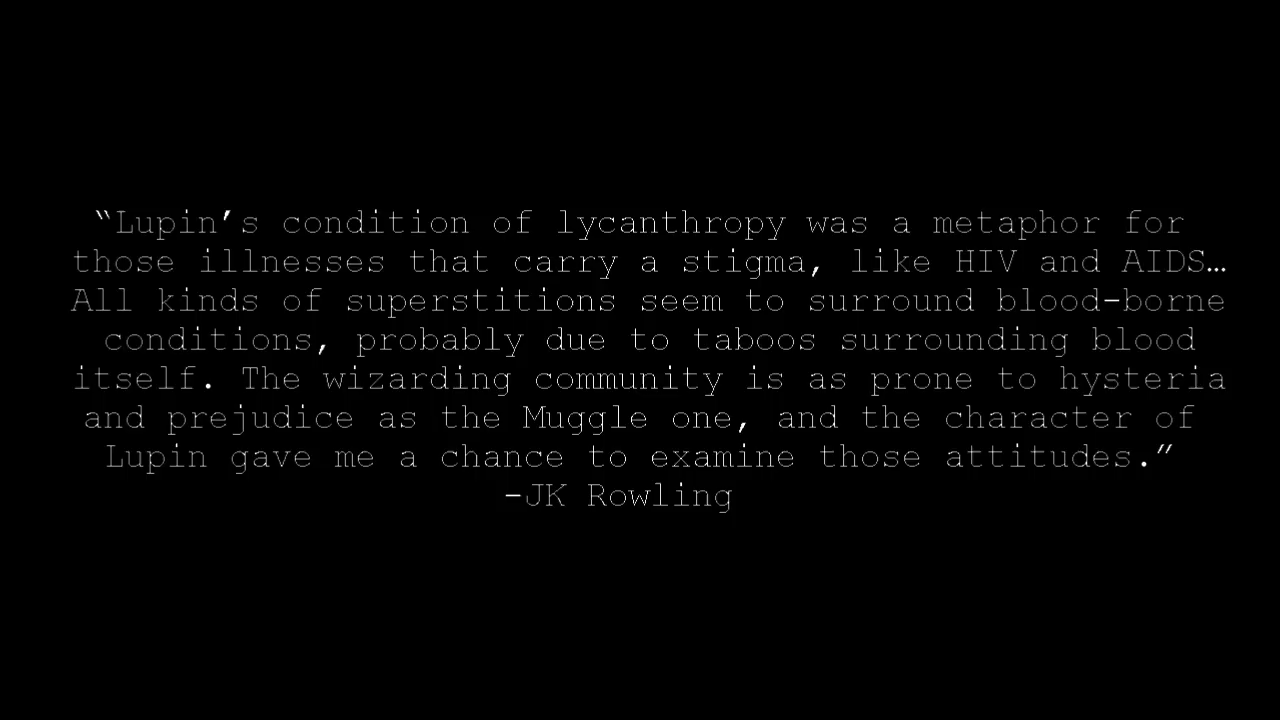 “Lupin’s condition of lycanthropy was a metaphor for
those illnesses that carry a stigma, like HIV and AIDS…
All kinds of superstitions seem to surround blood-borne
conditions, probably due to taboos surrounding blood
itself. The wizarding community is as prone to hysteria
and prejudice as the Muggle one, and the character of
Lupin gave me a chance to examine those attitudes.”
-JK Rowling